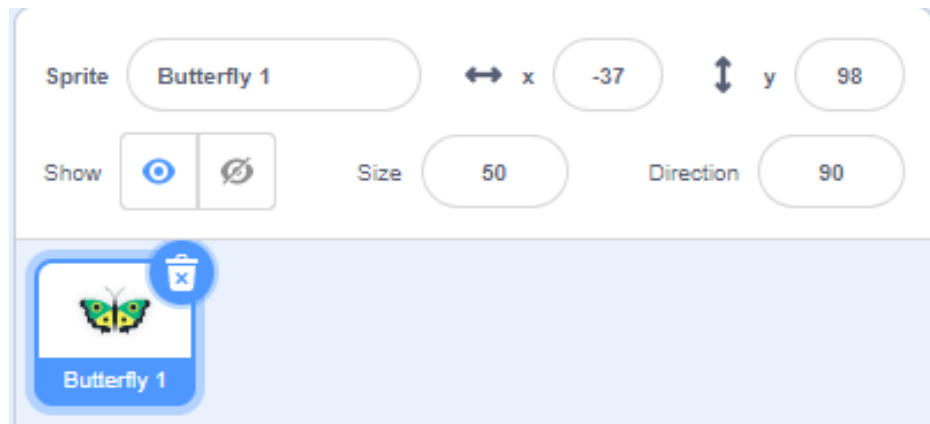 Sprite Butterfly 1 x -37 y 98
Show Size 50 Direction 90
Butterfly 1